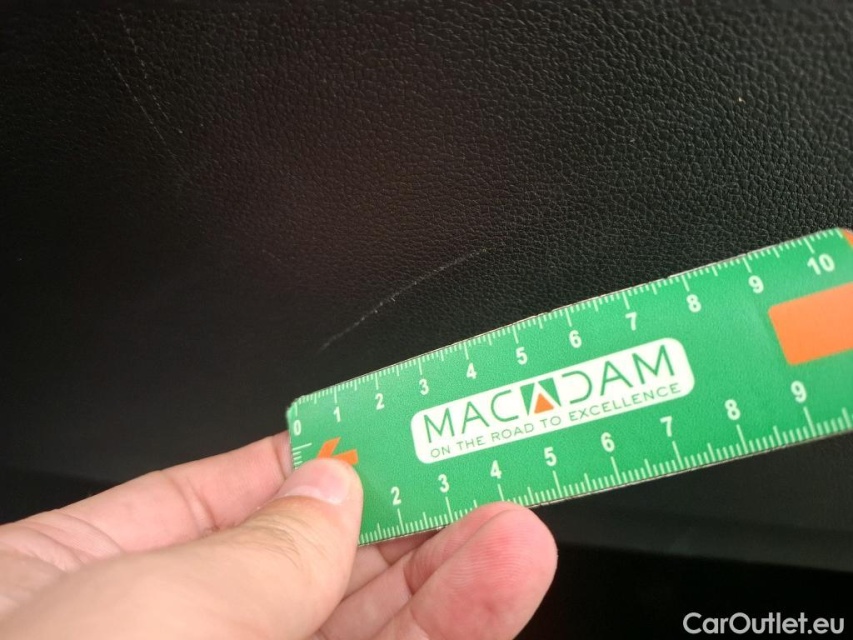 0 1 2 3 4 5 6 7 8 9 10
MACADAM
ON THE ROAD TO EXCELLENCE
2 3 4 5 6 7 8 9
CarOutlet.eu